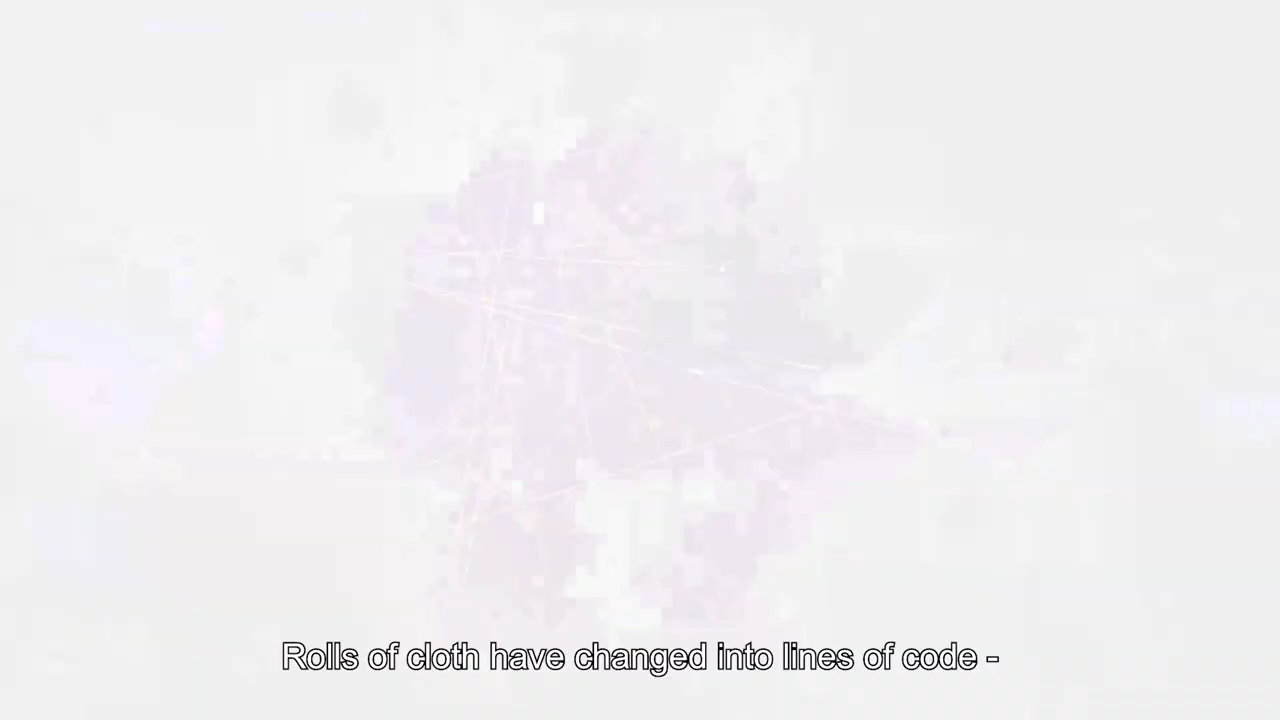 Rolls of cloth have changed into lines of code -